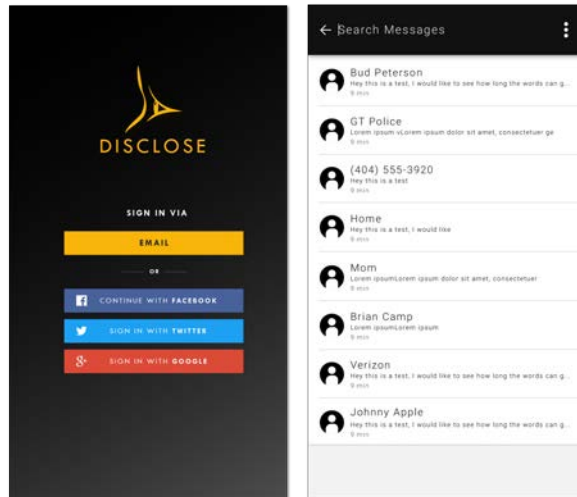 DISCLOSE
SIGN IN VIA
EMAIL
OR
CONTINUE WITH FACEBOOK
SIGN IN WITH TWITTER
SIGN IN WITH GOOGLE
Search Messages
Bud Peterson
Hey this is a test, I would like to see how long the words can g...
9 min
GT Police
Lorem ipsum-vLorem ipsum dolor sit amet, consectetuer ge
9 min
(404) 555-3920
Hey this is a test
9 min
Home
Hey this is a test, I would like
9 min
Mom
Lorem ipsumLorem ipsum dolor sit amet, consectetuer
9 min
Brian Camp
Lorem ipsumLorem ipsum
9 min
Verizon
Hey this is a test, I would like to see how long the words can g...
9 min
Johnny Apple
Hey this is a test, I would like to see how long the words can g...
9 min